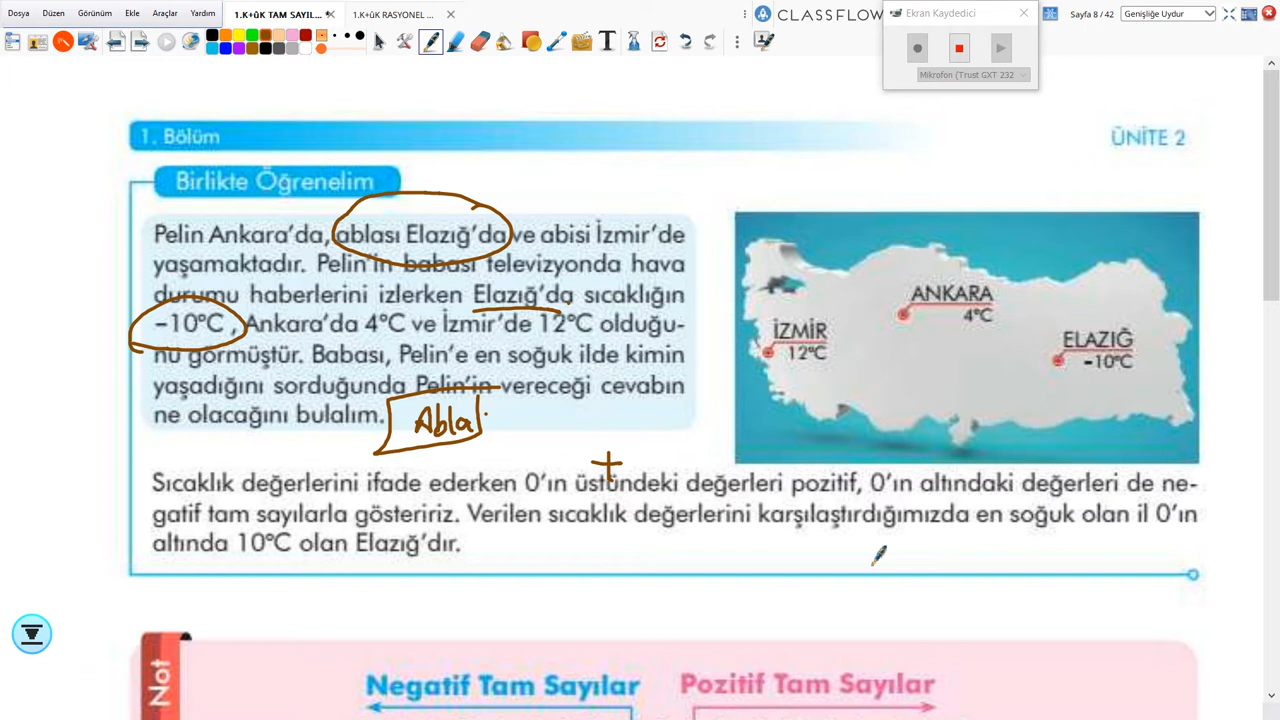 Dosya Düzen Görünüm Ekle Araçlar Yardım
1.K+ûK TAM SAYIL...
1.K+ûK RASYONEL ...
CLASSFLOW
Ekran Kaydedici
Mikrofon (Trust GXT 232
Sayfa 8 / 42
Genişliğe Uydur
1. Bölüm
ÜNİTE 2
Birlikte Öğrenelim
Pelin Ankara’da, ablası Elazığ’da ve abisi İzmir’de
yaşamaktadır. Pelin’in babası televizyonda hava
durumu haberlerini izlerken Elazığ’da sıcaklığın
–10°C , Ankara’da 4°C ve İzmir’de 12°C olduğu-
nu görmüştür. Babası, Pelin’e en soğuk ilde kimin
yaşadığını sorduğunda Pelin’in vereceği cevabın
ne olacağını bulalım.
Abla
ANKARA
4°C
İZMİR
12°C
ELAZIĞ
–10°C
+
Sıcaklık değerlerini ifade ederken 0’ın üstündeki değerleri pozitif, 0’ın altındaki değerleri de ne-
gatif tam sayılarla gösteririz. Verilen sıcaklık değerlerini karşılaştırdığımızda en soğuk olan il 0’ın
altında 10°C olan Elazığ’dır.
Not
Negatif Tam Sayılar
Pozitif Tam Sayılar